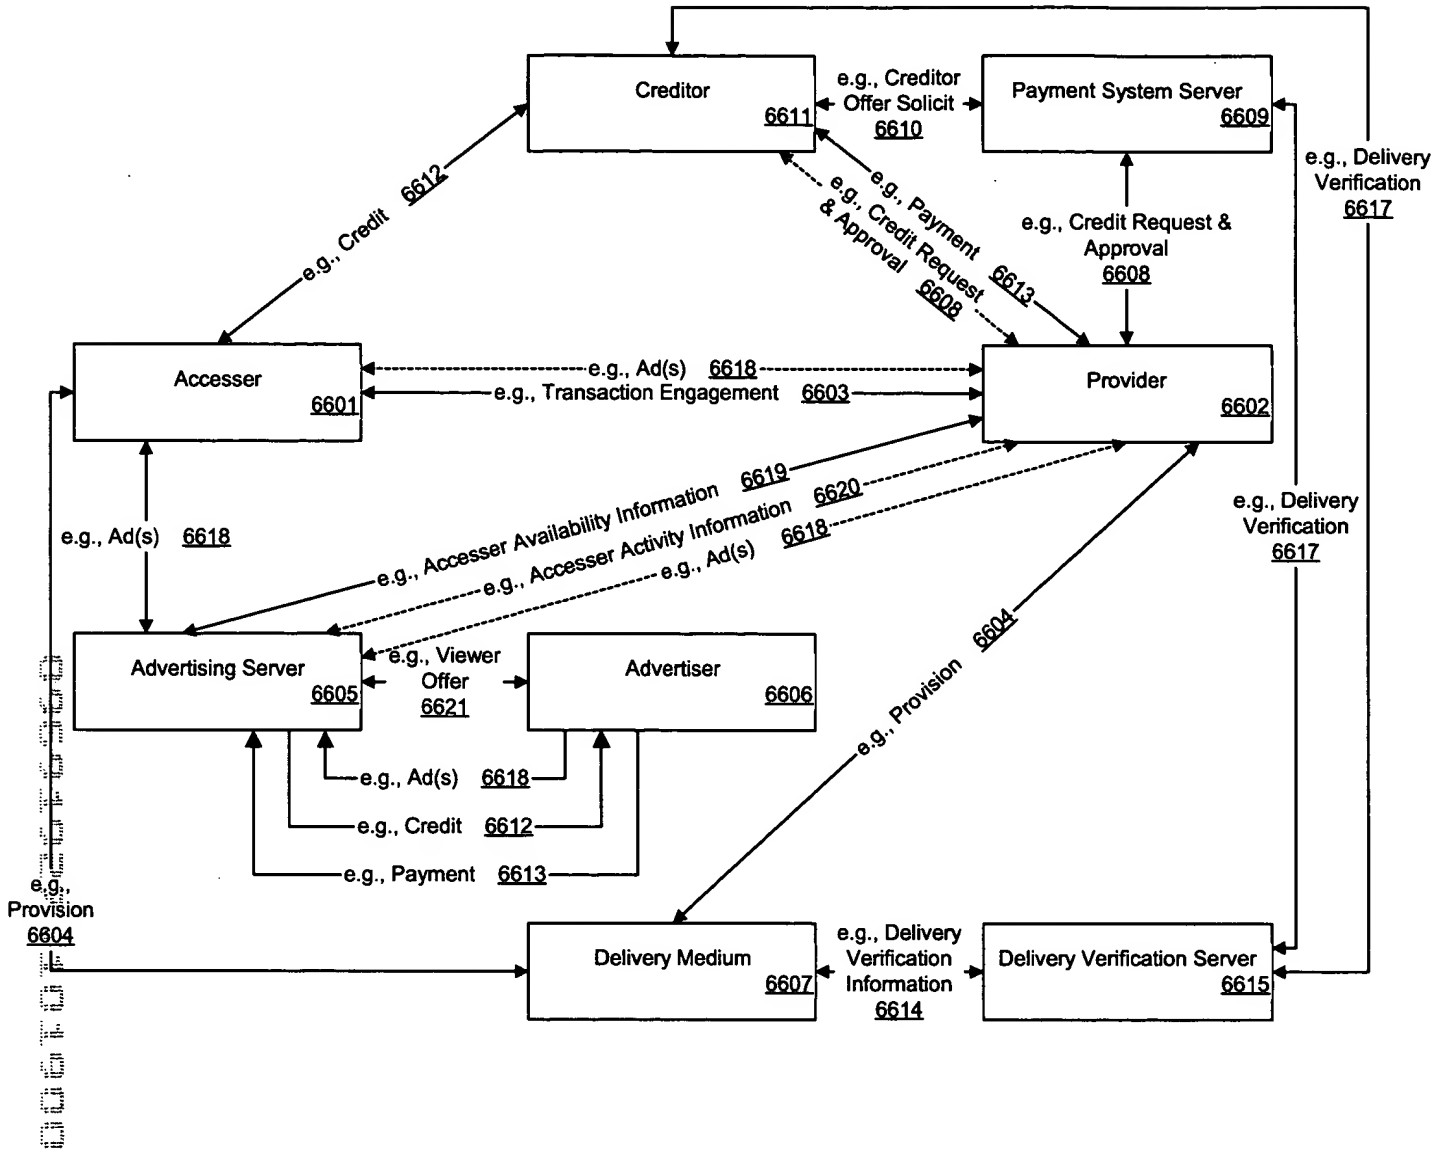 Creditor
6611
e.g., Creditor
Offer Solicit
6610
Payment System Server
6609
e.g., Delivery
Verification
6617
e.g., Credit 6612
e.g., Payment 6613
e.g., Credit Request
& Approval 6608
e.g., Credit Request &
Approval
6608
Accesser
6601
e.g., Ad(s) 6618
e.g., Transaction Engagement 6603
Provider
6602
e.g., Ad(s) 6618
e.g., Accesser Availability Information 6619
e.g., Accesser Activity Information 6620
e.g., Ad(s) 6618
e.g., Delivery
Verification
6617
Advertising Server
6605
e.g., Viewer
Offer
6621
Advertiser
6606
e.g., Provision 6604
e.g., Ad(s) 6618
e.g., Credit 6612
e.g., Payment 6613
e.g.,
Provision
6604
Delivery Medium
6607
e.g., Delivery
Verification
Information
6614
Delivery Verification Server
6615